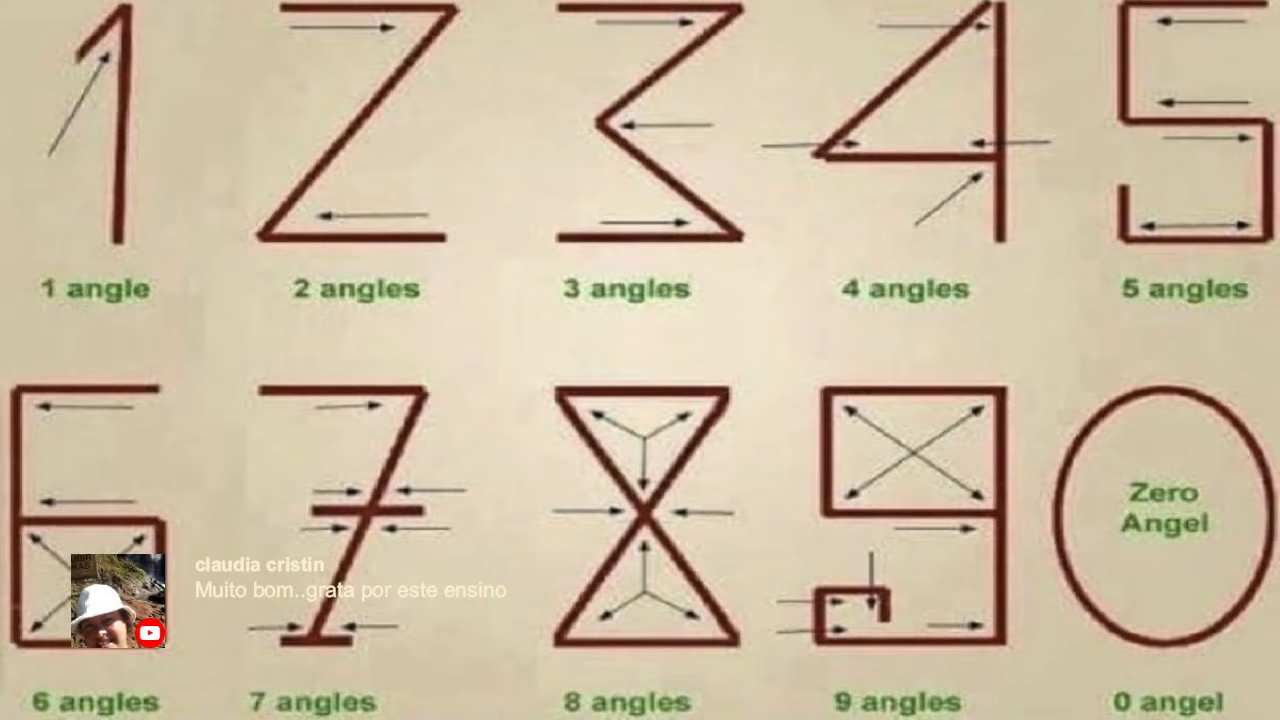 1 angle
2 angles
3 angles
4 angles
5 angles
Zero
Angel
claudia cristin
Muito bom..grata por este ensino
6 angles
7 angles
8 angles
9 angles
0 angel